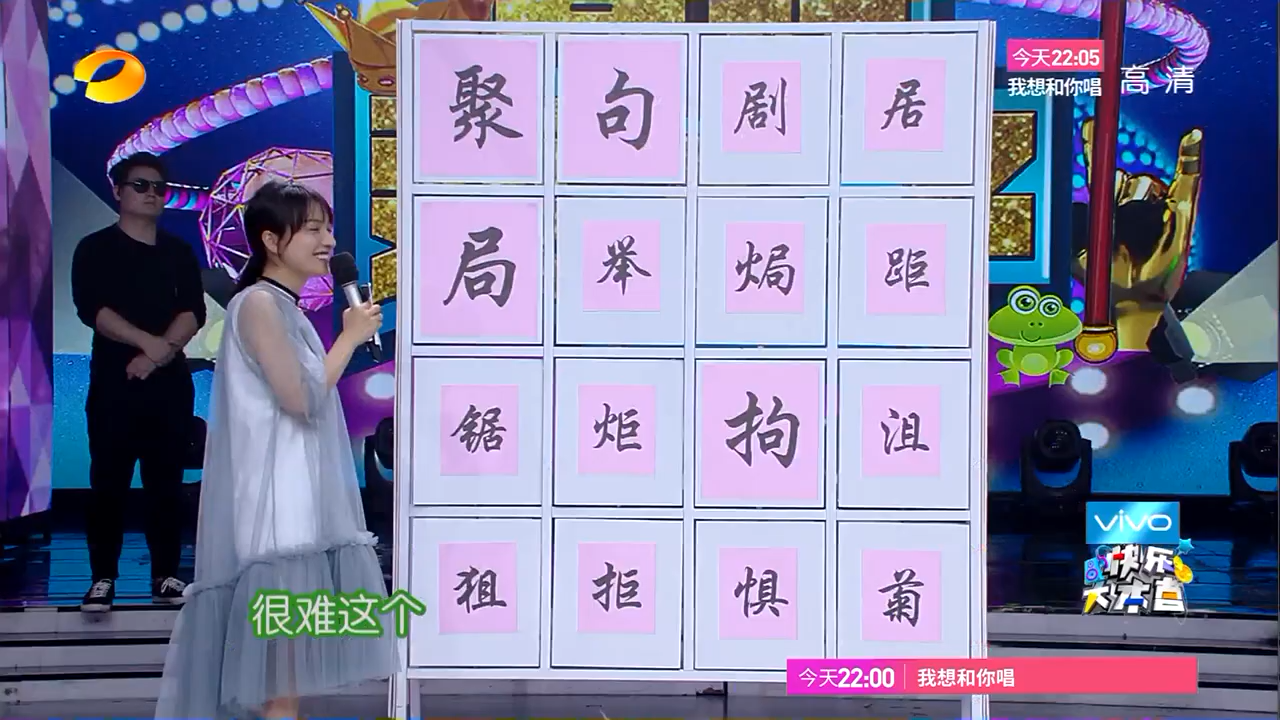 聚 句 剧 居
局 举 焗 距
锯 炬 拘 沮
狙 拒 惧 菊
今天22:05
我想和你唱
高清
vivo
快乐
大本营
很难这个
今天22:00 我想和你唱